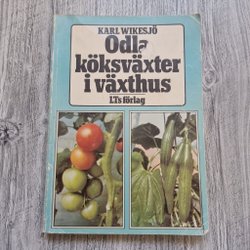 KARL WIKESJÖ
Odla
köksväxter
i växthus
LTs förlag